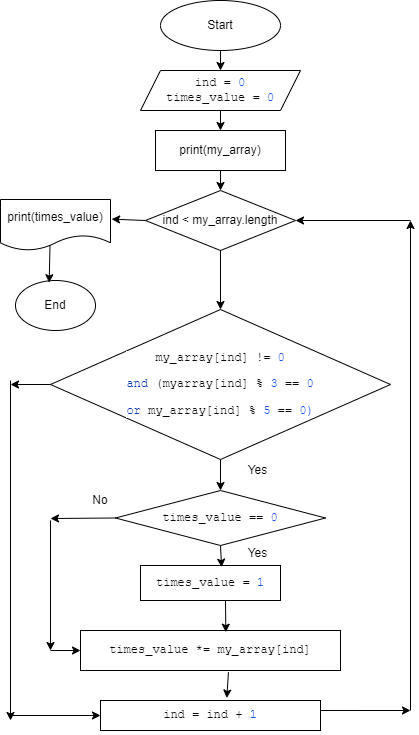 Start
ind = 0
times_value = 0
print(my_array)
ind < my_array.length
print(times_value)
End
my_array[ind] != 0
and (myarray[ind] % 3 == 0
or my_array[ind] % 5 == 0)
Yes
No
times_value == 0
Yes
times_value = 1
times_value *= my_array[ind]
ind = ind + 1